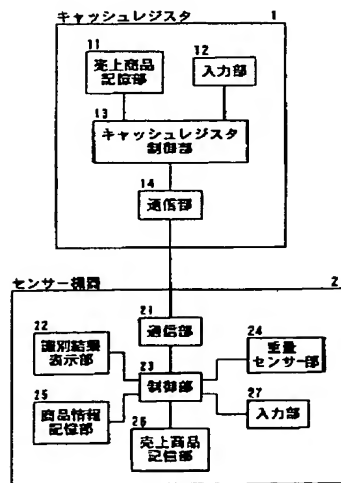 キャッシュレジスタ 1
11
売上商品
記憶部
12
入力部
13
キャッシュレジスタ
制御部
14
通信部
センサー機器 2
21
通信部
22
識別結果
表示部
23
制御部
24
重量
センサー部
25
商品情報
記憶部
26
売上商品
記憶部
27
入力部